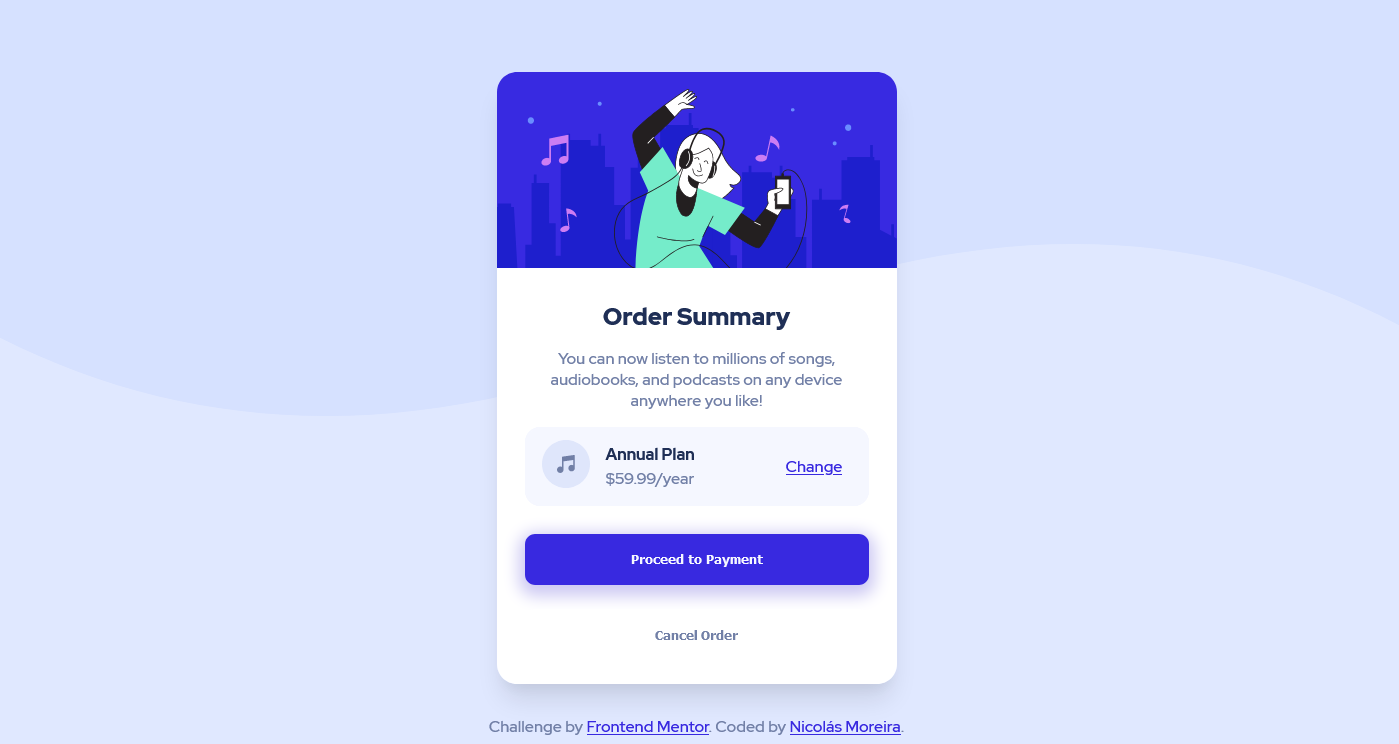 Order Summary
You can now listen to millions of songs,
audiobooks, and podcasts on any device
anywhere you like!
Annual Plan
$59.99/year
Change
Proceed to Payment
Cancel Order
Challenge by Frontend Mentor. Coded by Nicolás Moreira.